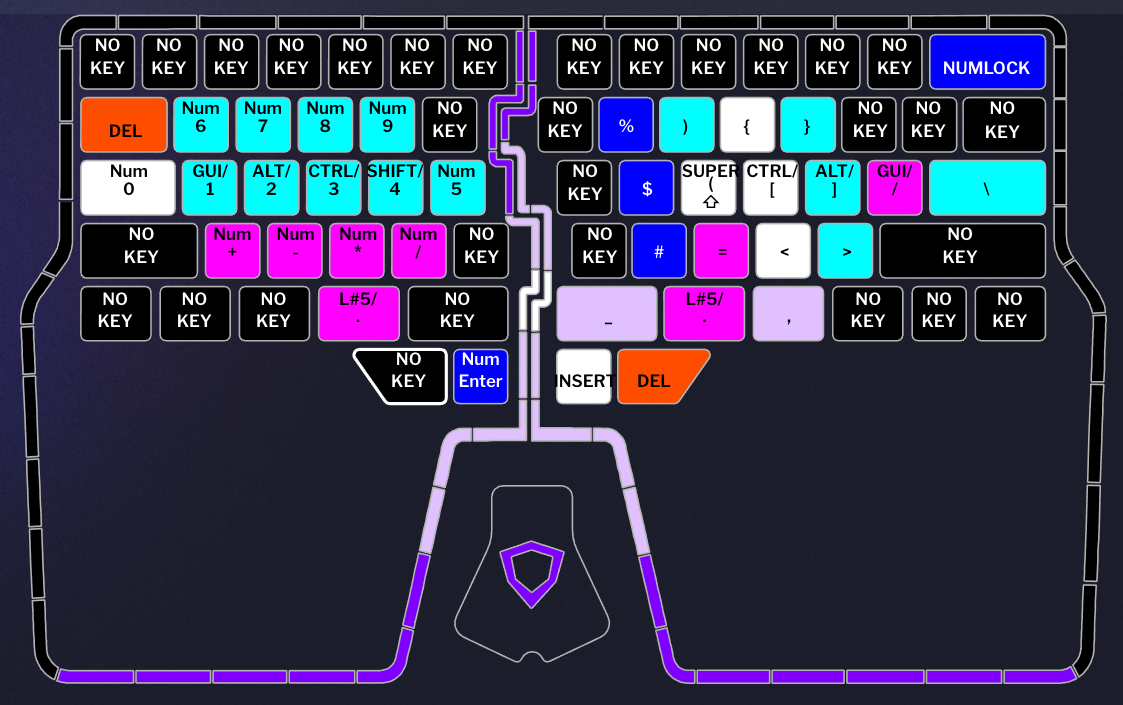 NO KEY NO KEY NO KEY NO KEY NO KEY NO KEY NO KEY NO KEY NO KEY NO KEY NO KEY NO KEY NO KEY NUMLOCK
DEL Num 6 Num 7 Num 8 Num 9 NO KEY NO KEY % ) { } NO KEY NO KEY NO KEY
Num 0 GUI/ 1 ALT/ 2 CTRL/ 3 SHIFT/ 4 Num 5 NO KEY $ SUPER ( ⇧ CTRL/ [ ALT/ ] GUI/ / \
NO KEY Num + Num - Num * Num / NO KEY NO KEY # = < > NO KEY
NO KEY NO KEY NO KEY L#5/ . NO KEY _ L#5/ . , NO KEY NO KEY NO KEY
NO KEY Num Enter INSERT DEL